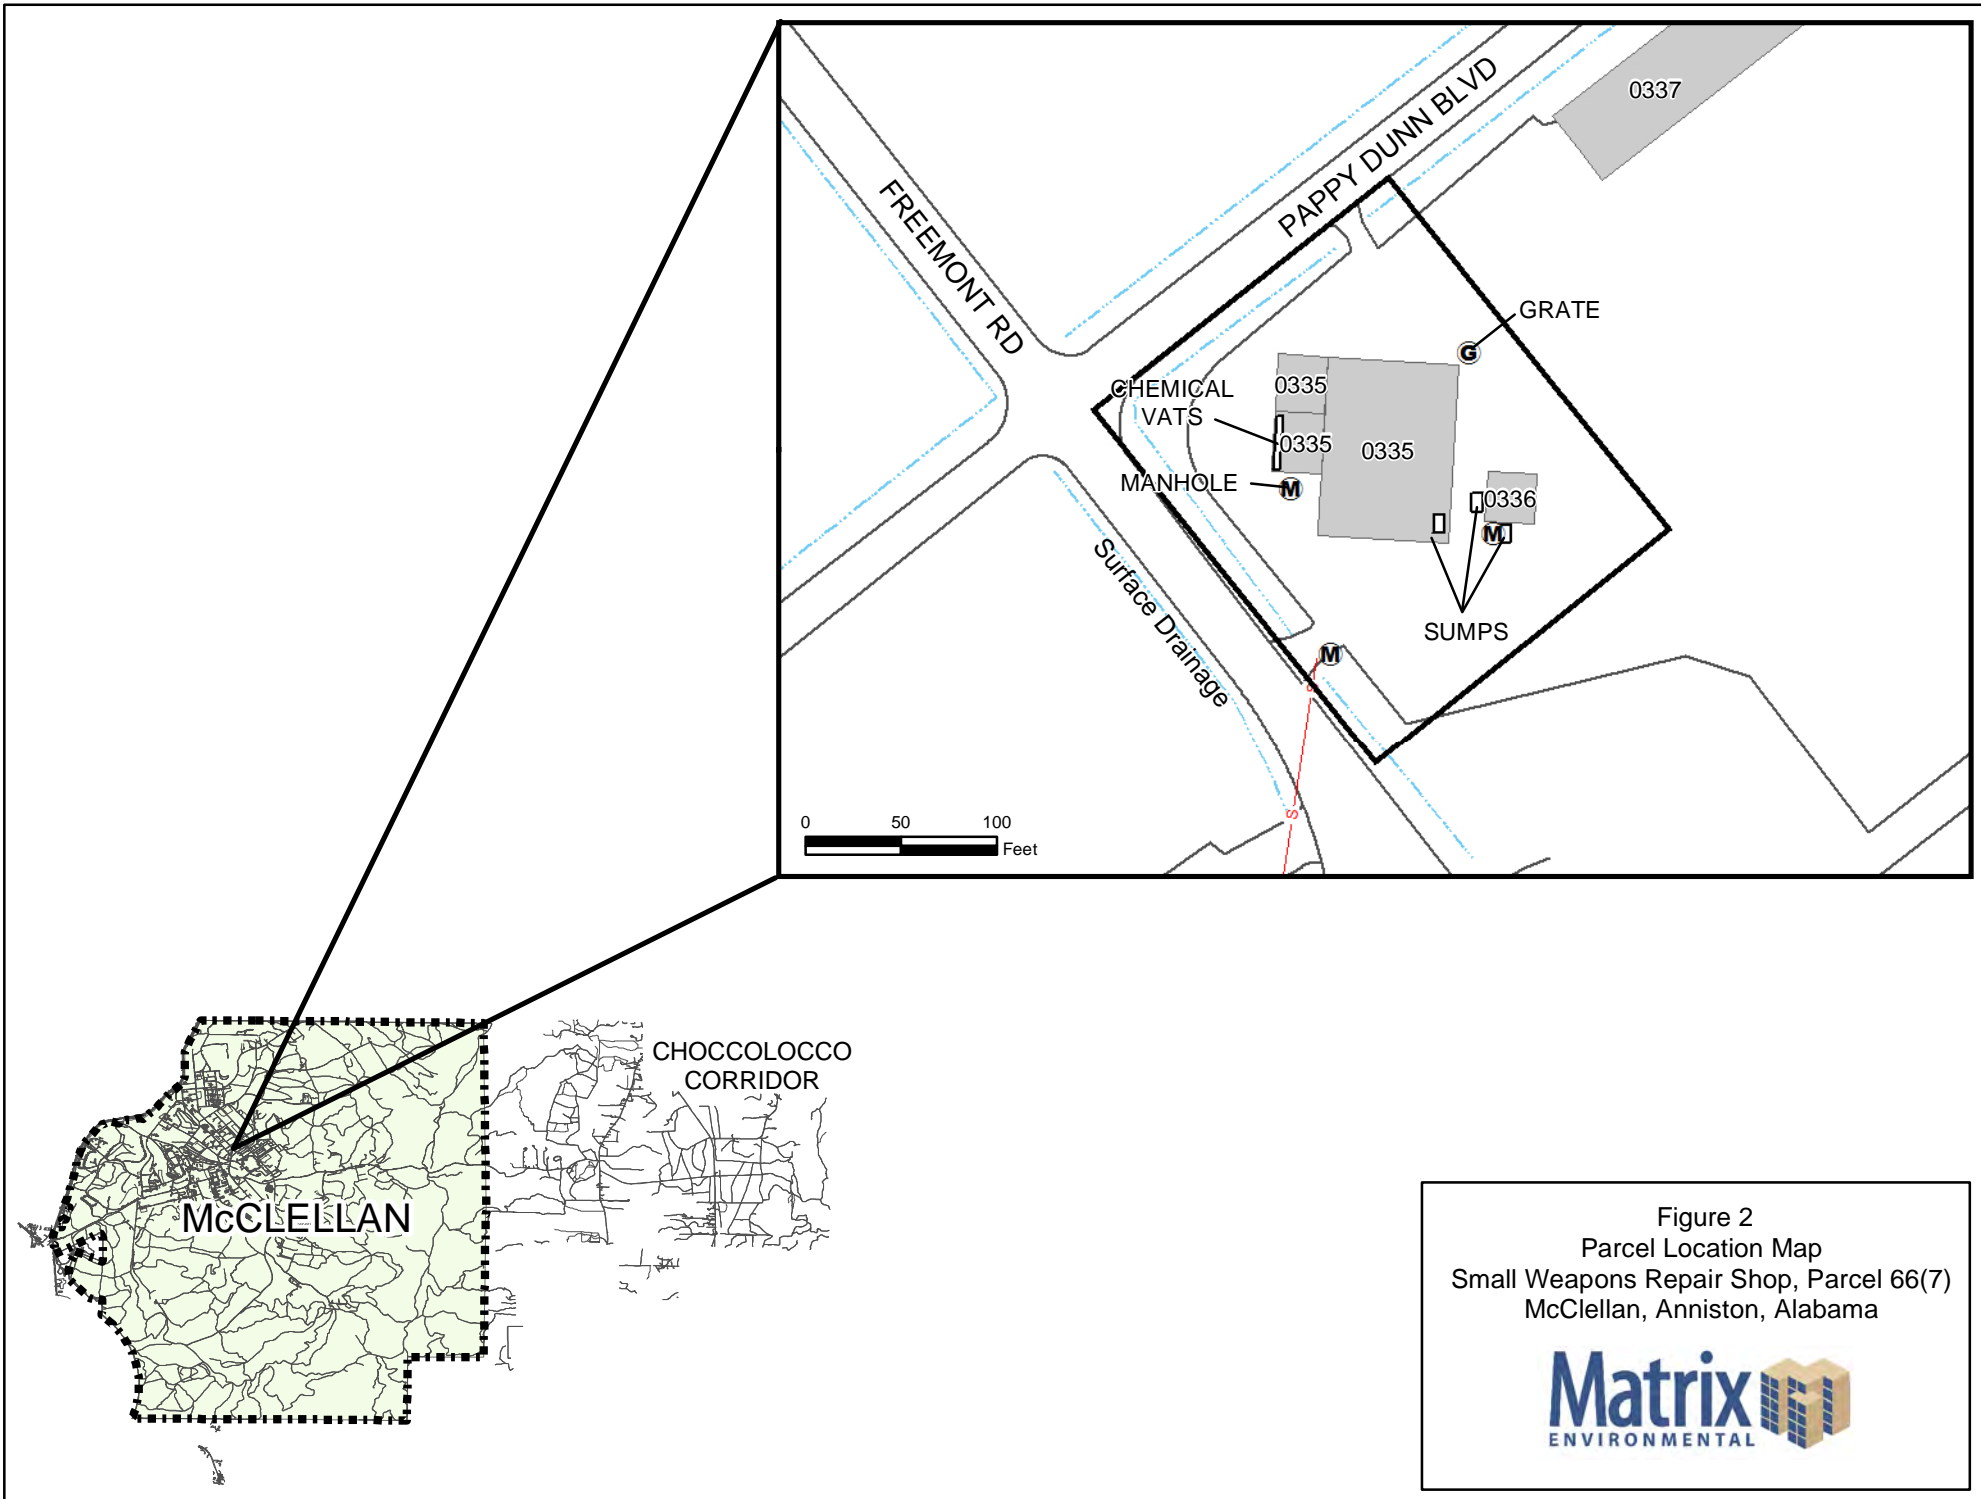 0337
PAPPY DUNN BLVD
FREEMONT RD
GRATE
G
CHEMICAL
VATS
0335
0335
0335
MANHOLE
M
0336
M
SUMPS
Surface Drainage
M
S
S
0 50 100
Feet
CHOCCOLOCCO
CORRIDOR
McCLELLAN
Figure 2
Parcel Location Map
Small Weapons Repair Shop, Parcel 66(7)
McClellan, Anniston, Alabama
Matrix
ENVIRONMENTAL